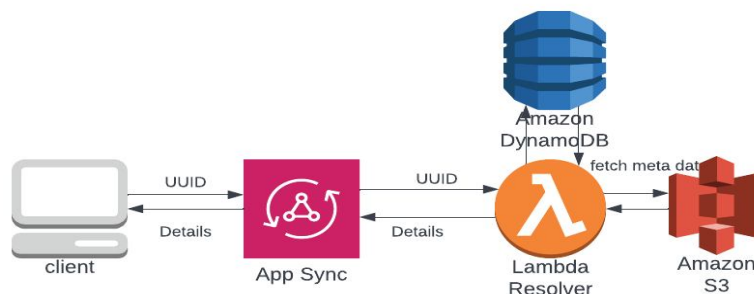 Amazon
DynamoDB
fetch meta dat
UUID
UUID
Details
Details
client
App Sync
Lambda
Resolver
Amazon
S3